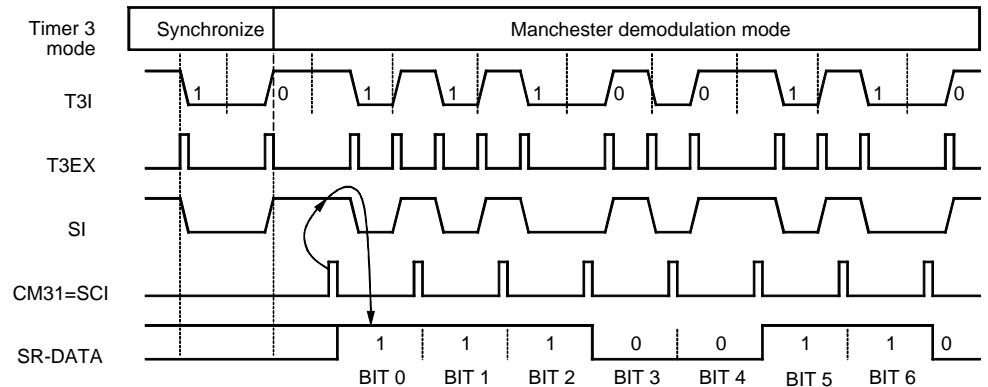 Timer 3 mode
Synchronize
Manchester demodulation mode
T3I
1 0 1 1 1 0 0 1 1 0
T3EX
SI
CM31=SCI
SR-DATA
1 1 1 0 0 1 1 0
BIT 0 BIT 1 BIT 2 BIT 3 BIT 4 BIT 5 BIT 6